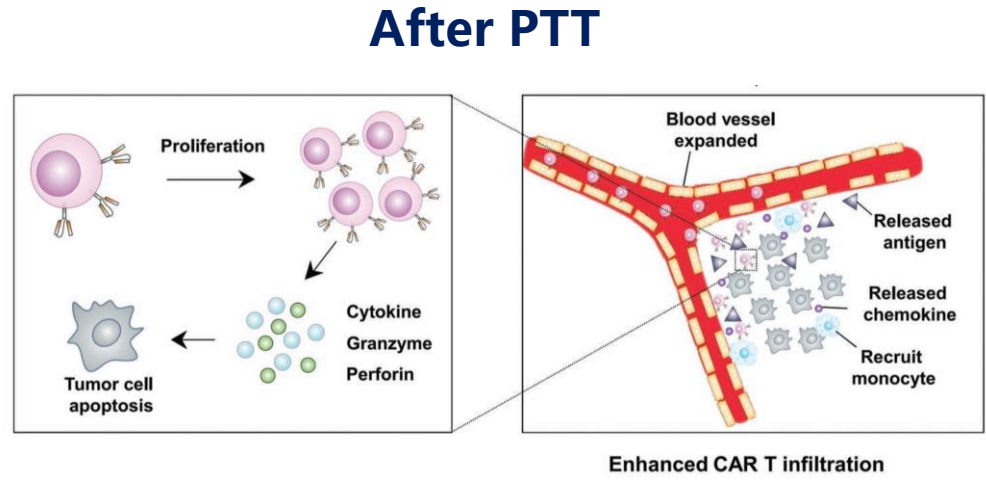 After PTT
Proliferation
Cytokine
Granzyme
Perforin
Tumor cell
apoptosis
Blood vessel
expanded
Released
antigen
Released
chemokine
Recruit
monocyte
Enhanced CAR T infiltration